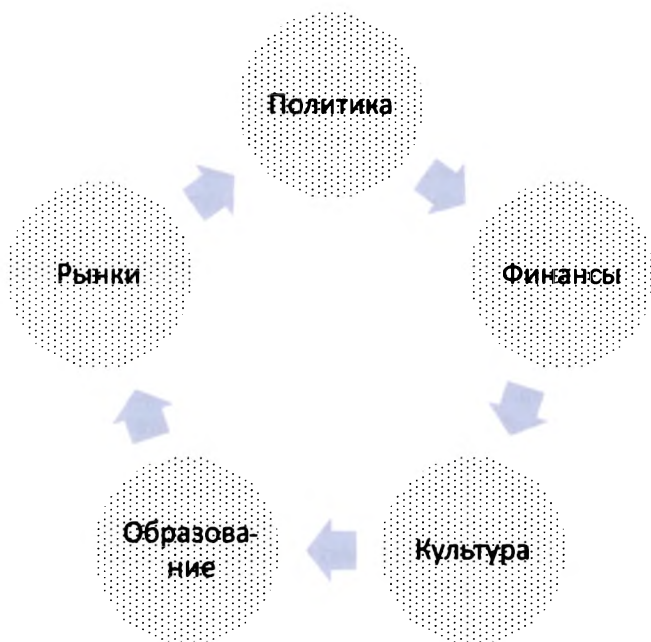 Политика
Финансы
Культура
Образова-
ние
Рынки